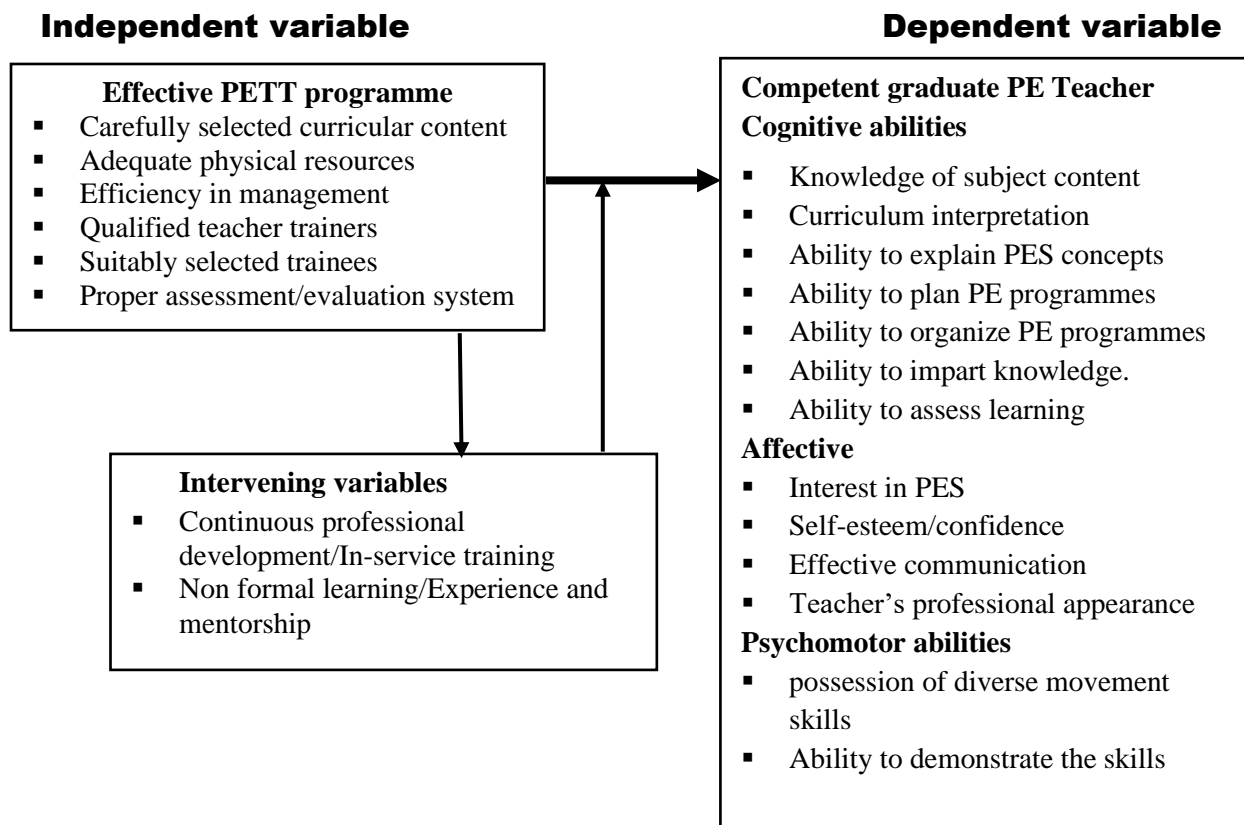 Independent variable
Dependent variable
Effective PETT programme
▪ Carefully selected curricular content
▪ Adequate physical resources
▪ Efficiency in management
▪ Qualified teacher trainers
▪ Suitably selected trainees
▪ Proper assessment/evaluation system
Intervening variables
▪ Continuous professional
development/In-service training
▪ Non formal learning/Experience and
mentorship
Competent graduate PE Teacher
Cognitive abilities
▪ Knowledge of subject content
▪ Curriculum interpretation
▪ Ability to explain PES concepts
▪ Ability to plan PE programmes
▪ Ability to organize PE programmes
▪ Ability to impart knowledge.
▪ Ability to assess learning
Affective
▪ Interest in PES
▪ Self-esteem/confidence
▪ Effective communication
▪ Teacher’s professional appearance
Psychomotor abilities
▪ possession of diverse movement
skills
▪ Ability to demonstrate the skills